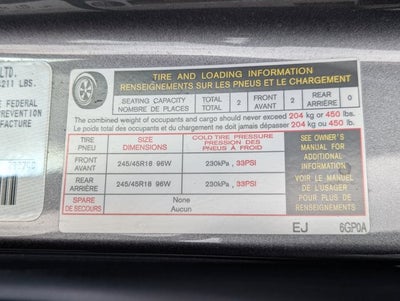 LTD.
4211 LBS.
E FEDERAL
REVENTION
NUFACTURE
TIRE AND LOADING INFORMATION
RENSEIGNEMENTS SUR LES PNEUS ET LE CHARGEMENT
SEATING CAPACITY TOTAL 2 FRONT 2 REAR 0
NOMBRE DE PLACES TOTAL AVANT ARRIÈRE
The combined weight of occupants and cargo should never exceed 204 kg or 450 lbs.
Le poids total des occupants et du chargement ne doit jamais dépasser 204 kg ou 450 lb.
TIRE SIZE COLD TIRE PRESSURE
PNEU DIMENSIONS PRESSION DES PNEUS À FROID
FRONT AVANT 245/45R18 96W 230kPa, 33PSI
REAR ARRIÈRE 245/45R18 96W 230kPa, 33PSI
SPARE DE SECOURS None Aucun
SEE OWNER'S
MANUAL FOR
ADDITIONAL
INFORMATION
VOIR LE MANUEL
DE L'USAGER
POUR PLUS DE
RENSEIGNEMENTS
EJ 6GP0A